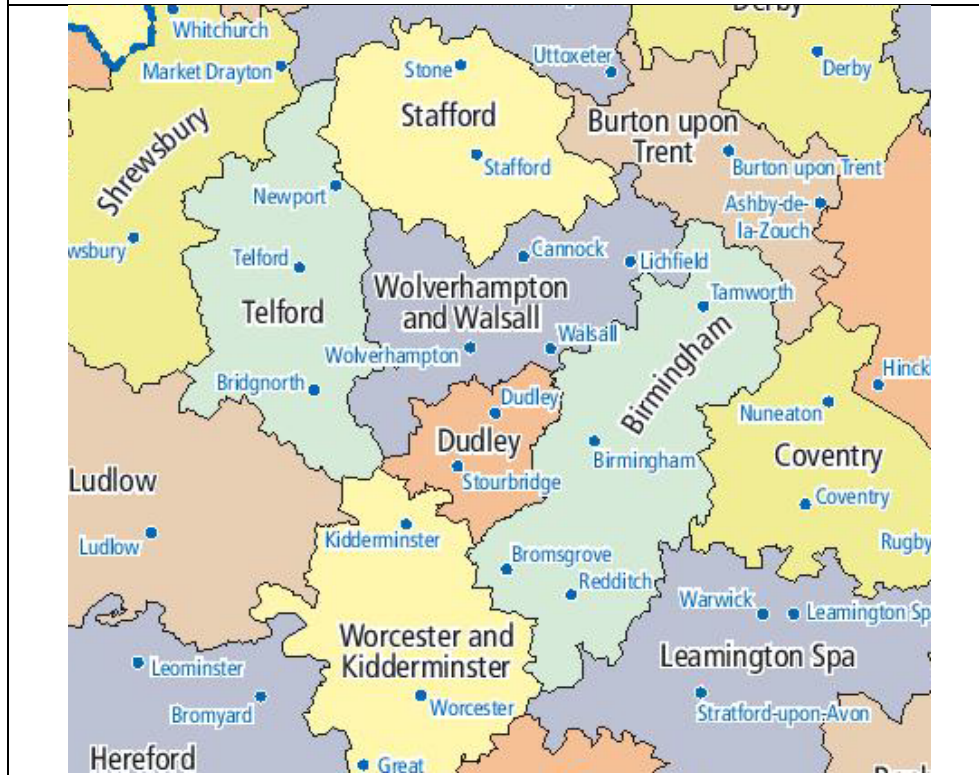 Derby
Whitchurch
Uttoxeter
Market Drayton
Stone
Derby
Stafford
Burton upon
Trent
Shrewsbury
Stafford
Burton upon Trent
Newport
Ashby-de-
la-Zouch
wsbury
Telford
Cannock
Lichfield
Wolverhampton
and Walsall
Tamworth
Telford
Walsall
Wolverhampton
Birmingham
Hinckl
Bridgnorth
Dudley
Nuneaton
Dudley
Birmingham
Coventry
Stourbridge
Ludlow
Coventry
Kidderminster
Ludlow
Rugby
Bromsgrove
Redditch
Warwick
Leamington Sp
Worcester and
Kidderminster
Leamington Spa
Leominster
Bromyard
Worcester
Stratford-upon-Avon
Hereford
Great